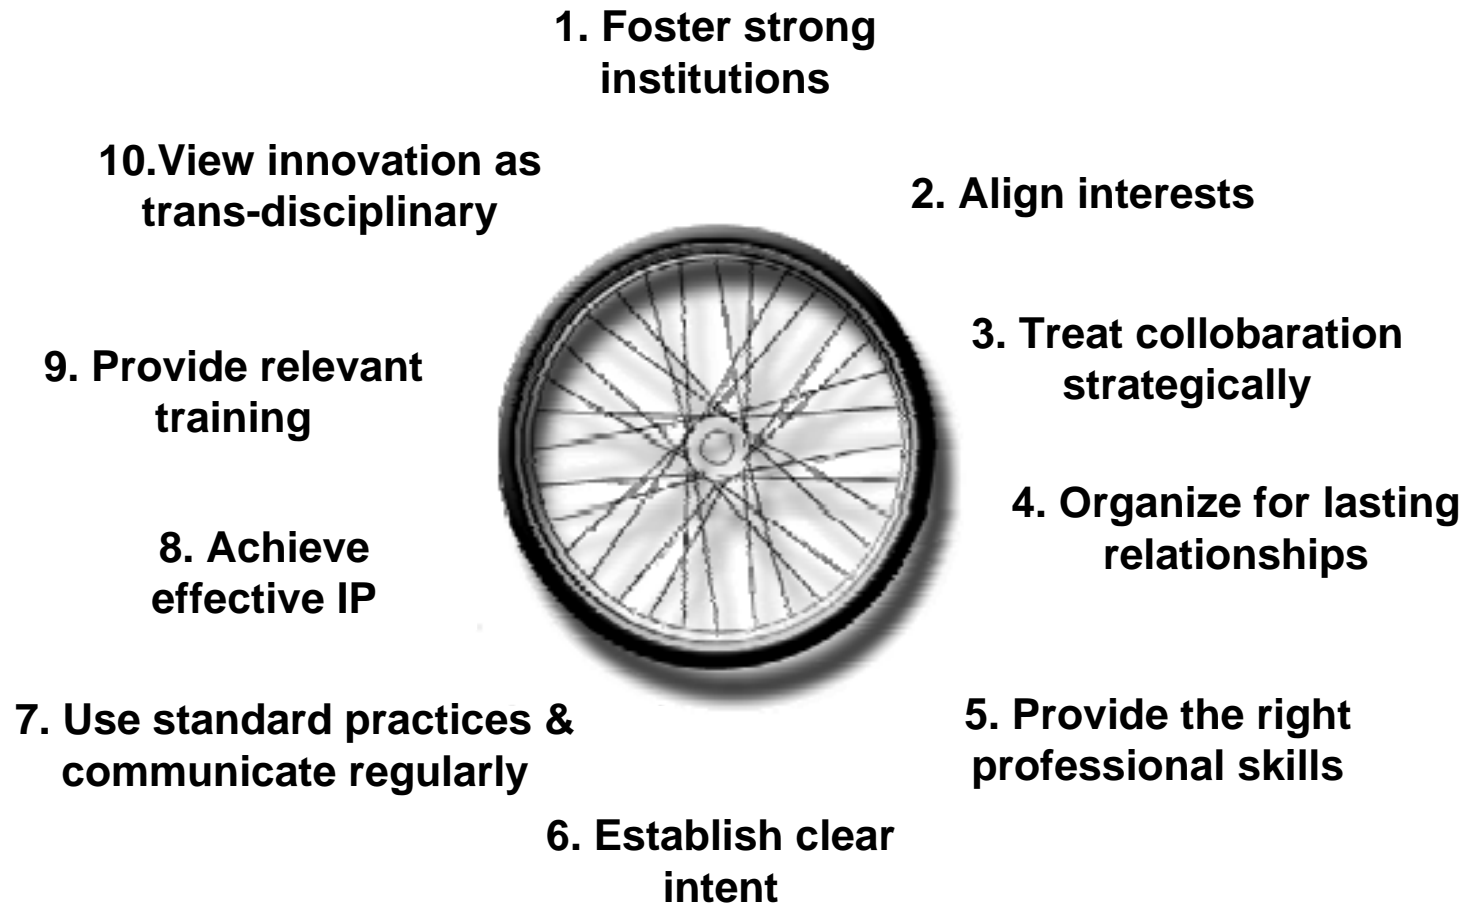 1. Foster strong
institutions
2. Align interests
3. Treat collobaration
strategically
4. Organize for lasting
relationships
5. Provide the right
professional skills
6. Establish clear
intent
7. Use standard practices &
communicate regularly
8. Achieve
effective IP
9. Provide relevant
training
10.View innovation as
trans-disciplinary